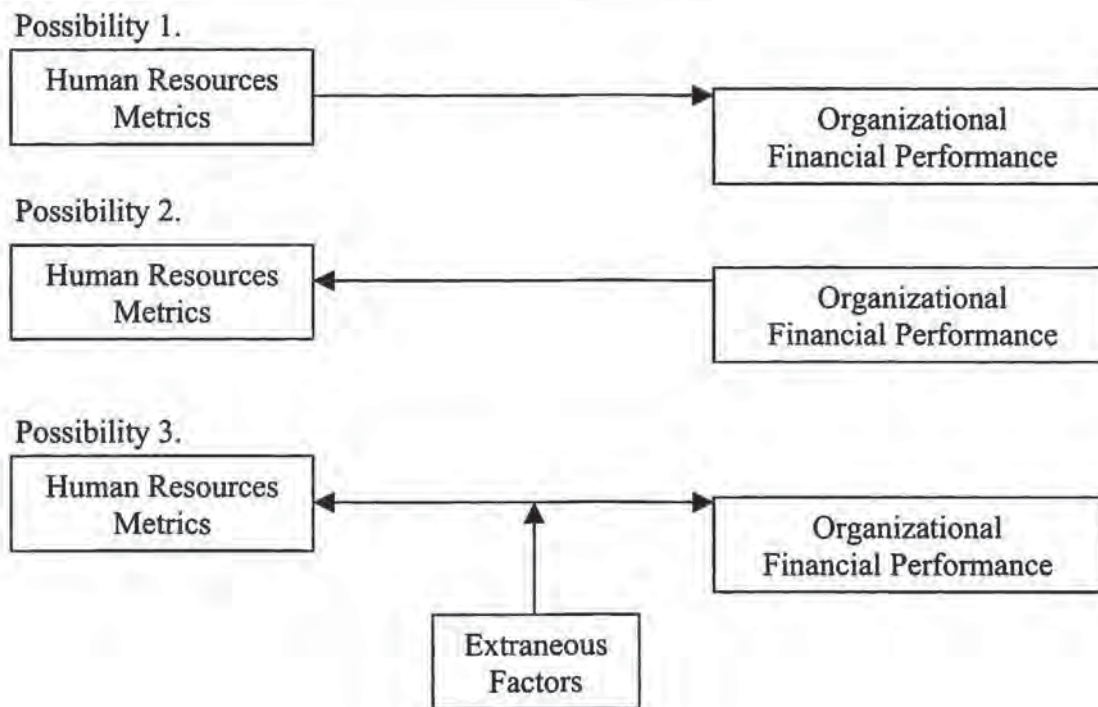 Possibility 1.
Human Resources
Metrics
Organizational
Financial Performance
Possibility 2.
Human Resources
Metrics
Organizational
Financial Performance
Possibility 3.
Human Resources
Metrics
Organizational
Financial Performance
Extraneous
Factors